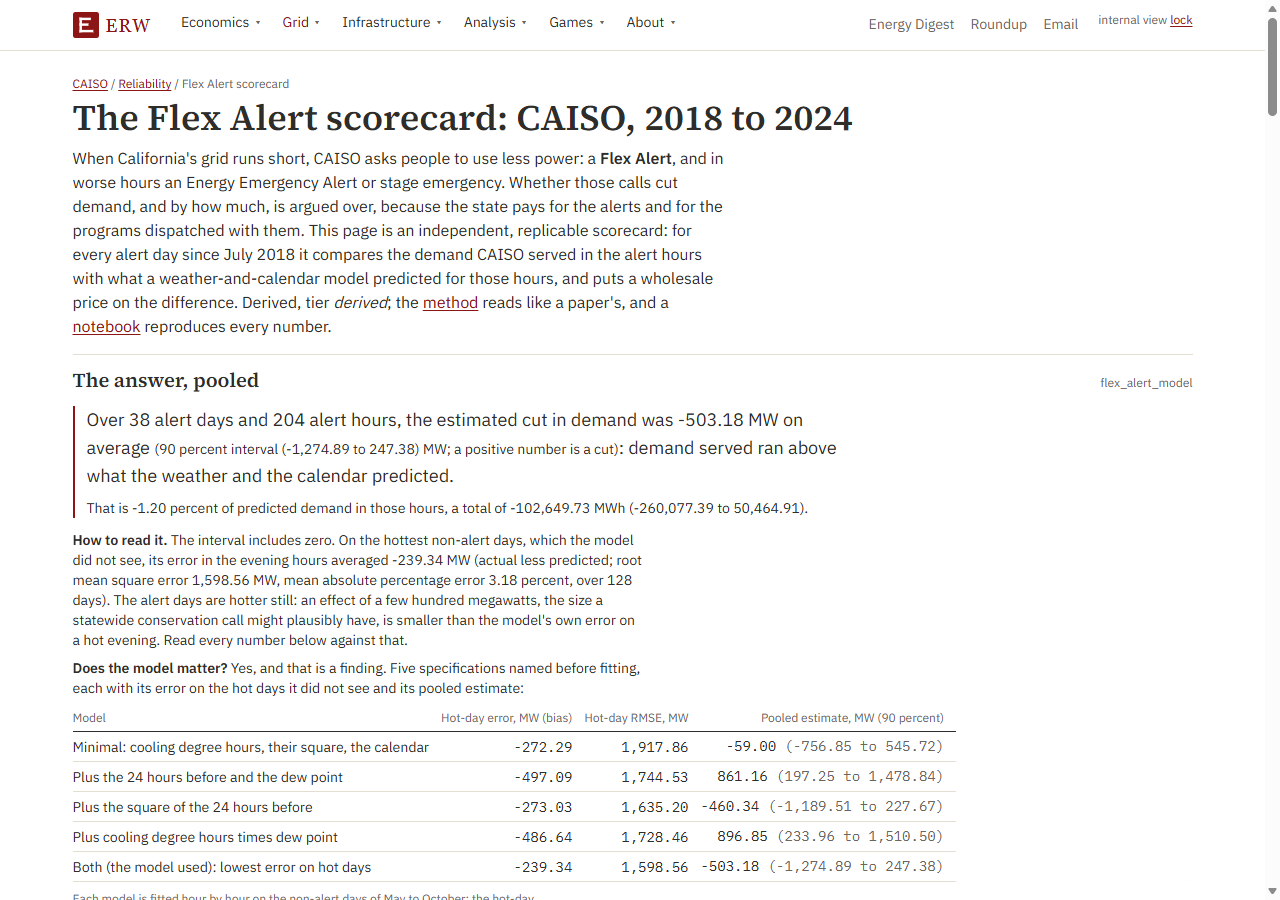 E ERW Economics ▾ Grid ▾ Infrastructure ▾ Analysis ▾ Games ▾ About ▾ Energy Digest Roundup Email internal view lock
CAISO / Reliability / Flex Alert scorecard
The Flex Alert scorecard: CAISO, 2018 to 2024
When California's grid runs short, CAISO asks people to use less power: a Flex Alert, and in
worse hours an Energy Emergency Alert or stage emergency. Whether those calls cut
demand, and by how much, is argued over, because the state pays for the alerts and for the
programs dispatched with them. This page is an independent, replicable scorecard: for
every alert day since July 2018 it compares the demand CAISO served in the alert hours
with what a weather-and-calendar model predicted for those hours, and puts a wholesale
price on the difference. Derived, tier derived; the method reads like a paper's, and a
notebook reproduces every number.
The answer, pooled flex_alert_model
Over 38 alert days and 204 alert hours, the estimated cut in demand was -503.18 MW on
average (90 percent interval (-1,274.89 to 247.38) MW; a positive number is a cut): demand served ran above
what the weather and the calendar predicted.
That is -1.20 percent of predicted demand in those hours, a total of -102,649.73 MWh (-260,077.39 to 50,464.91).
How to read it. The interval includes zero. On the hottest non-alert days, which the model
did not see, its error in the evening hours averaged -239.34 MW (actual less predicted; root
mean square error 1,598.56 MW, mean absolute percentage error 3.18 percent, over 128
days). The alert days are hotter still: an effect of a few hundred megawatts, the size a
statewide conservation call might plausibly have, is smaller than the model's own error on
a hot evening. Read every number below against that.
Does the model matter? Yes, and that is a finding. Five specifications named before fitting,
each with its error on the hot days it did not see and its pooled estimate:
Model Hot-day error, MW (bias) Hot-day RMSE, MW Pooled estimate, MW (90 percent)
Minimal: cooling degree hours, their square, the calendar -272.29 1,917.86 -59.00 (-756.85 to 545.72)
Plus the 24 hours before and the dew point -497.09 1,744.53 861.16 (197.25 to 1,478.84)
Plus the square of the 24 hours before -273.03 1,635.20 -460.34 (-1,189.51 to 227.67)
Plus cooling degree hours times dew point -486.64 1,728.46 896.85 (233.96 to 1,510.50)
Both (the model used): lowest error on hot days -239.34 1,598.56 -503.18 (-1,274.89 to 247.38)
Each model is fitted hour by hour on the non-alert days of May to October; the hot-day